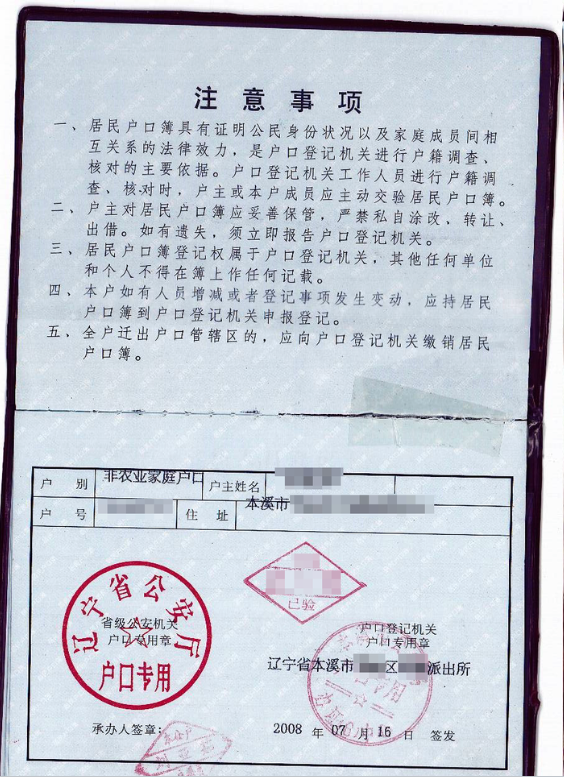 注意事项
一、居民户口簿具有证明公民身份状况以及家庭成员间相
互关系的法律效力，是户口登记机关进行户籍调查、
核对的主要依据。户口登记机关工作人员进行户籍调
查、核对时，户主或本户成员应主动交验居民户口簿。
二、户主对居民户口簿应妥善保管，严禁私自涂改、转让、
出借。如有遗失，须立即报告户口登记机关。
三、居民户口簿登记权属于户口登记机关，其他任何单位
和个人不得在簿上作任何记载。
四、本户如有人员增减或者登记事项发生变动，应持居民
户口簿到户口登记机关申报登记。
五、全户迁出户口管辖区的，应向户口登记机关缴销居民
户口簿。
户 别 非农业家庭户口 户主姓名
户 号 住 址 本溪市
辽宁省公安厅
省级公安机关
户口专用章
户口专用
已验
户口登记机关
户口专用章
辽宁省本溪市 区 派出所
承办人签章：
2008 年 07 月 16 日 签发